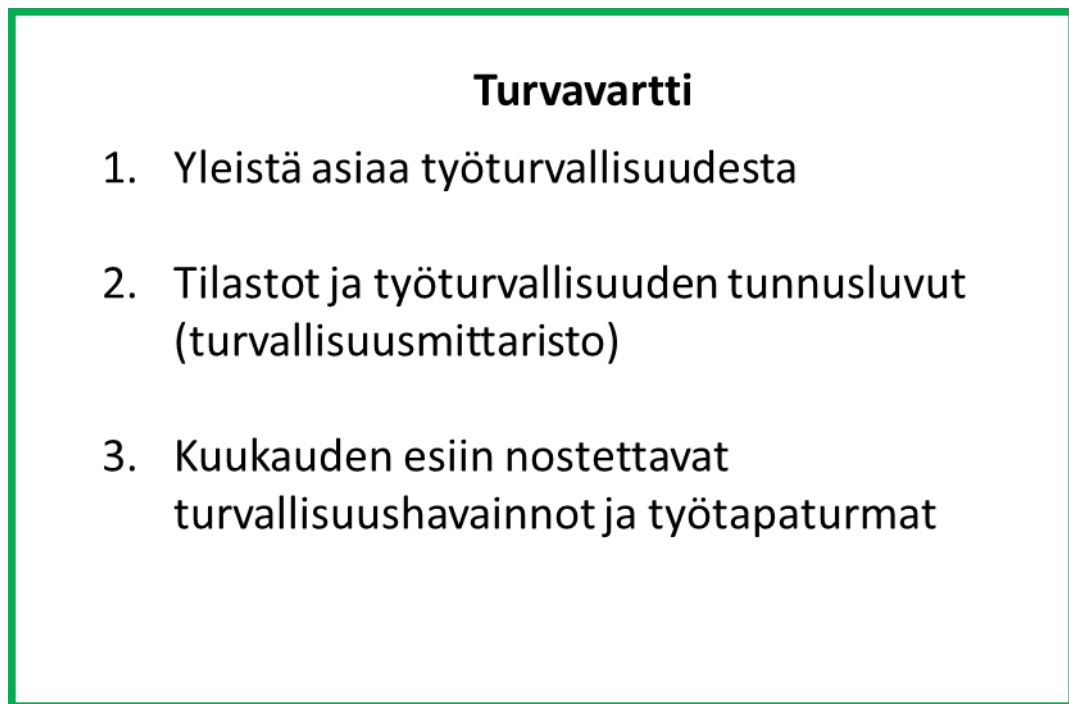 Turvavartti
1. Yleistä asiaa työturvallisuudesta
2. Tilastot ja työturvallisuuden tunnusluvut
(turvallisuusmittaristo)
3. Kuukauden esiin nostettavat
turvallisuushavainnot ja työtapaturmat